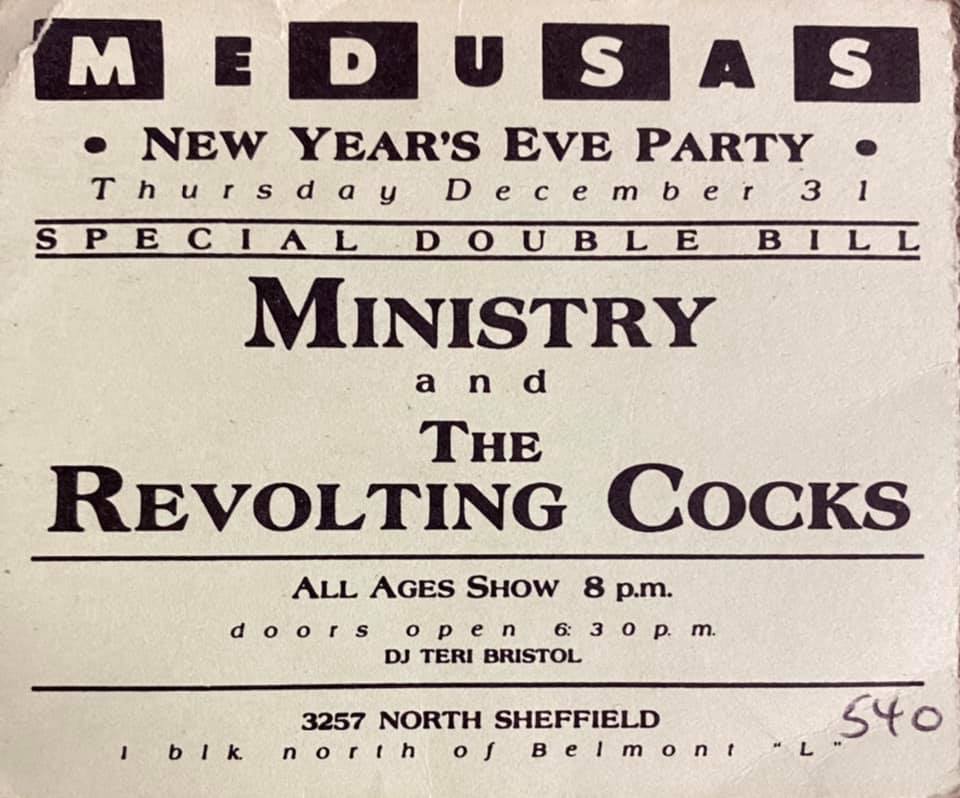 MEDUSAS
• NEW YEAR'S EVE PARTY •
Thursday December 31
SPECIAL DOUBLE BILL
MINISTRY
and
THE
REVOLTING COCKS
ALL AGES SHOW 8 p.m.
doors open 6:30 p.m.
DJ TERI BRISTOL
3257 NORTH SHEFFIELD
540
1 blk. north of Belmont "L"